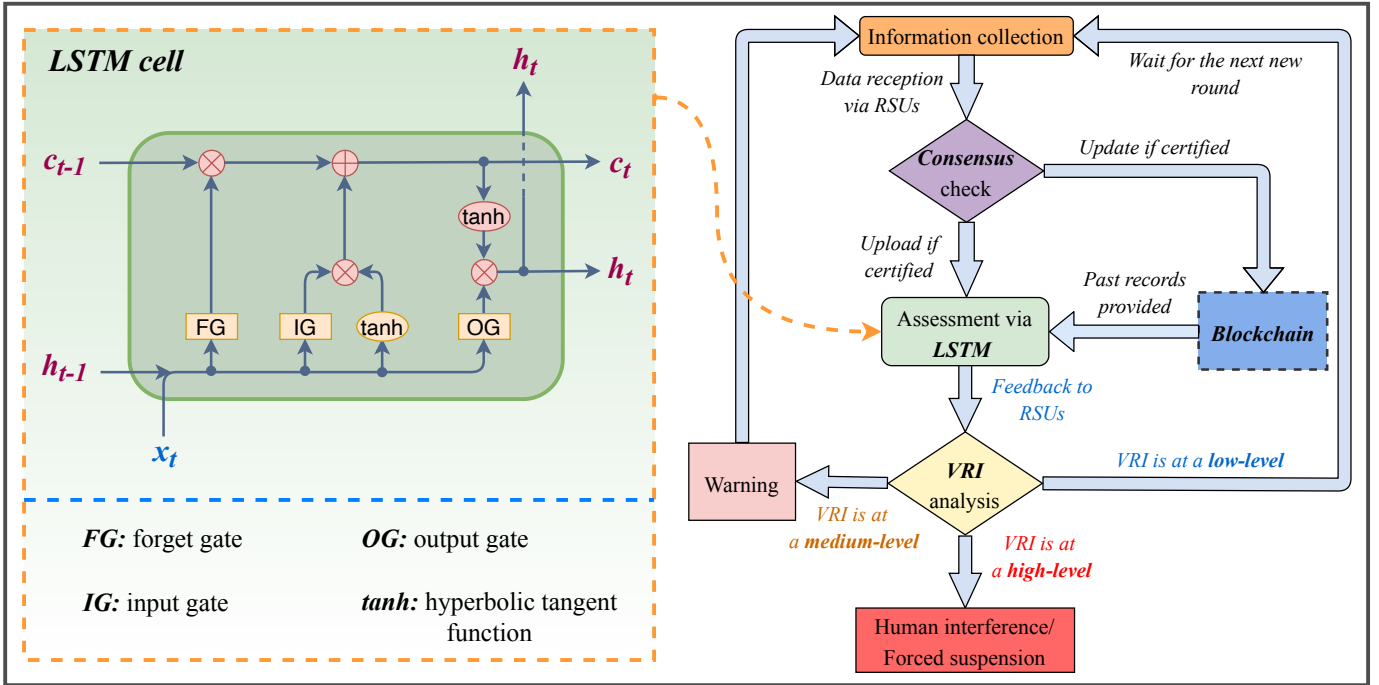 LSTM cell
h_t
c_{t-1}
c_t
tanh
h_t
FG
IG
tanh
OG
h_{t-1}
x_t
FG: forget gate
OG: output gate
IG: input gate
tanh: hyperbolic tangent
function
Information collection
Data reception
via RSUs
Wait for the next new
round
Consensus
check
Update if certified
Upload if
certified
Past records
provided
Assessment via
LSTM
Blockchain
Feedback to
RSUs
VRI
analysis
VRI is at a low-level
Warning
VRI is at
a medium-level
VRI is at
a high-level
Human interference/
Forced suspension